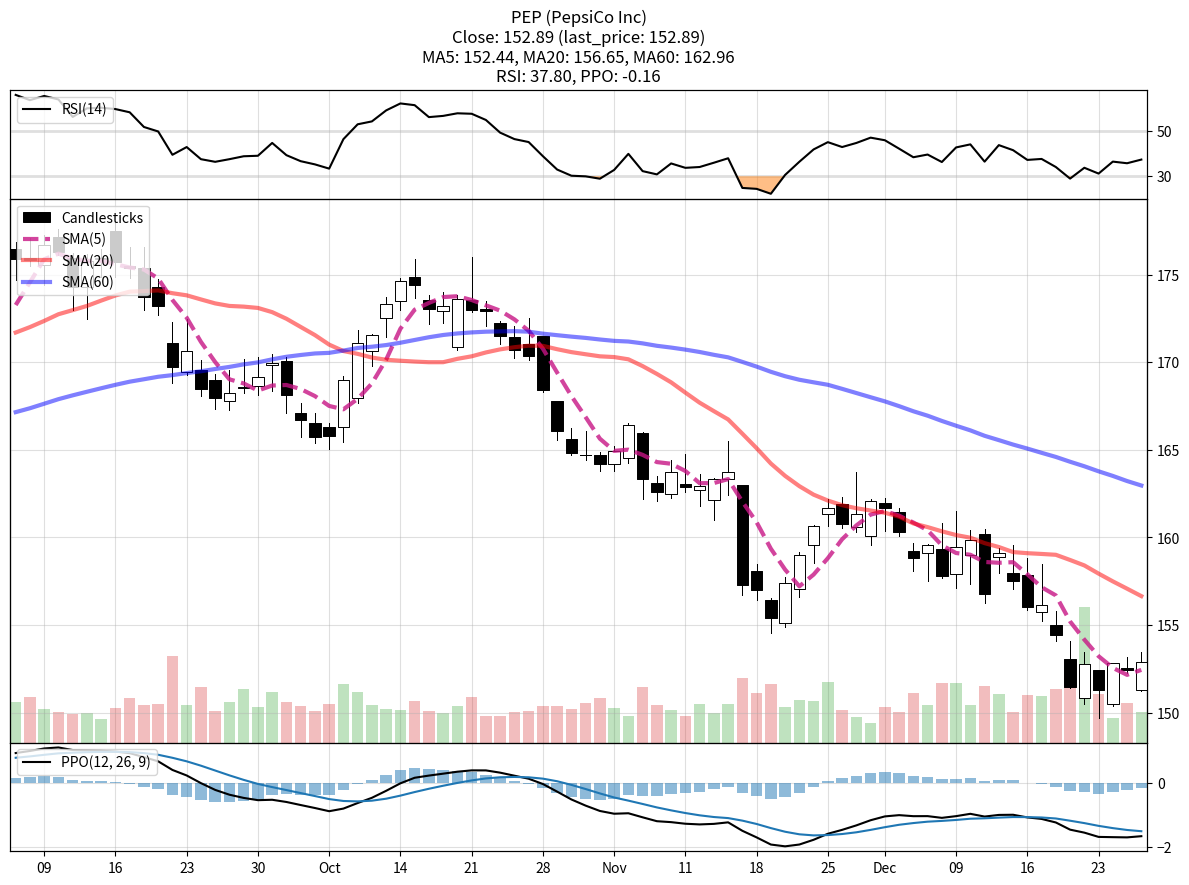 PEP (PepsiCo Inc)
Close: 152.89 (last_price: 152.89)
MA5: 152.44, MA20: 156.65, MA60: 162.96
RSI: 37.80, PPO: -0.16
RSI(14)
50
30
Candlesticks
SMA(5)
SMA(20)
SMA(60)
175
170
165
160
155
150
PPO(12, 26, 9)
0
−2
09 16 23 30 Oct 14 21 28 Nov 11 18 25 Dec 09 16 23